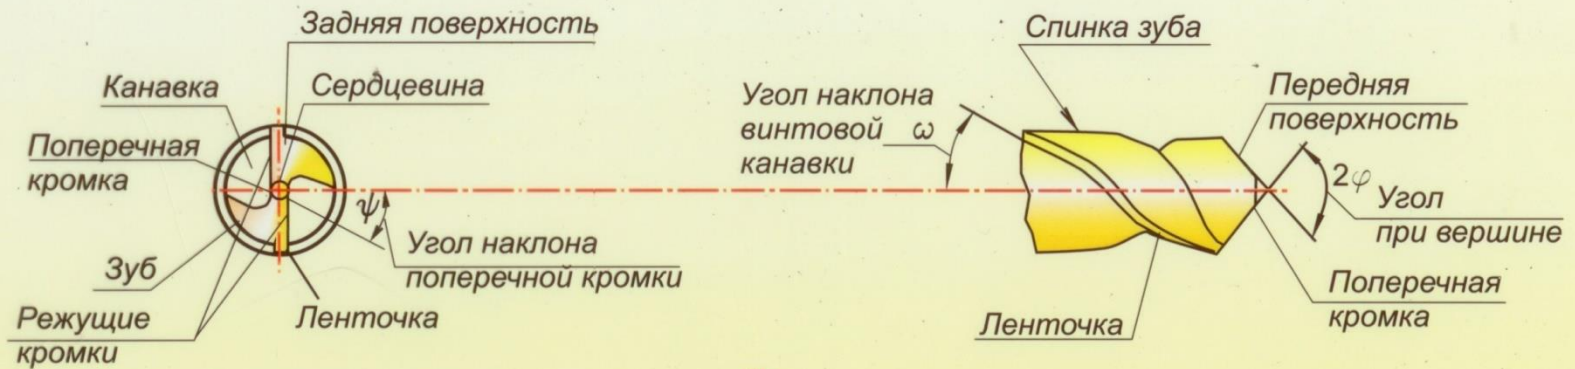 Задняя поверхность
Канавка
Сердцевина
Поперечная
кромка
Зуб
Режущие
кромки
ψ
Угол наклона
поперечной кромки
Ленточка
Спинка зуба
Угол наклона
винтовой ω
канавки
Передняя
поверхность
2φ
Угол
при вершине
Поперечная
кромка
Ленточка